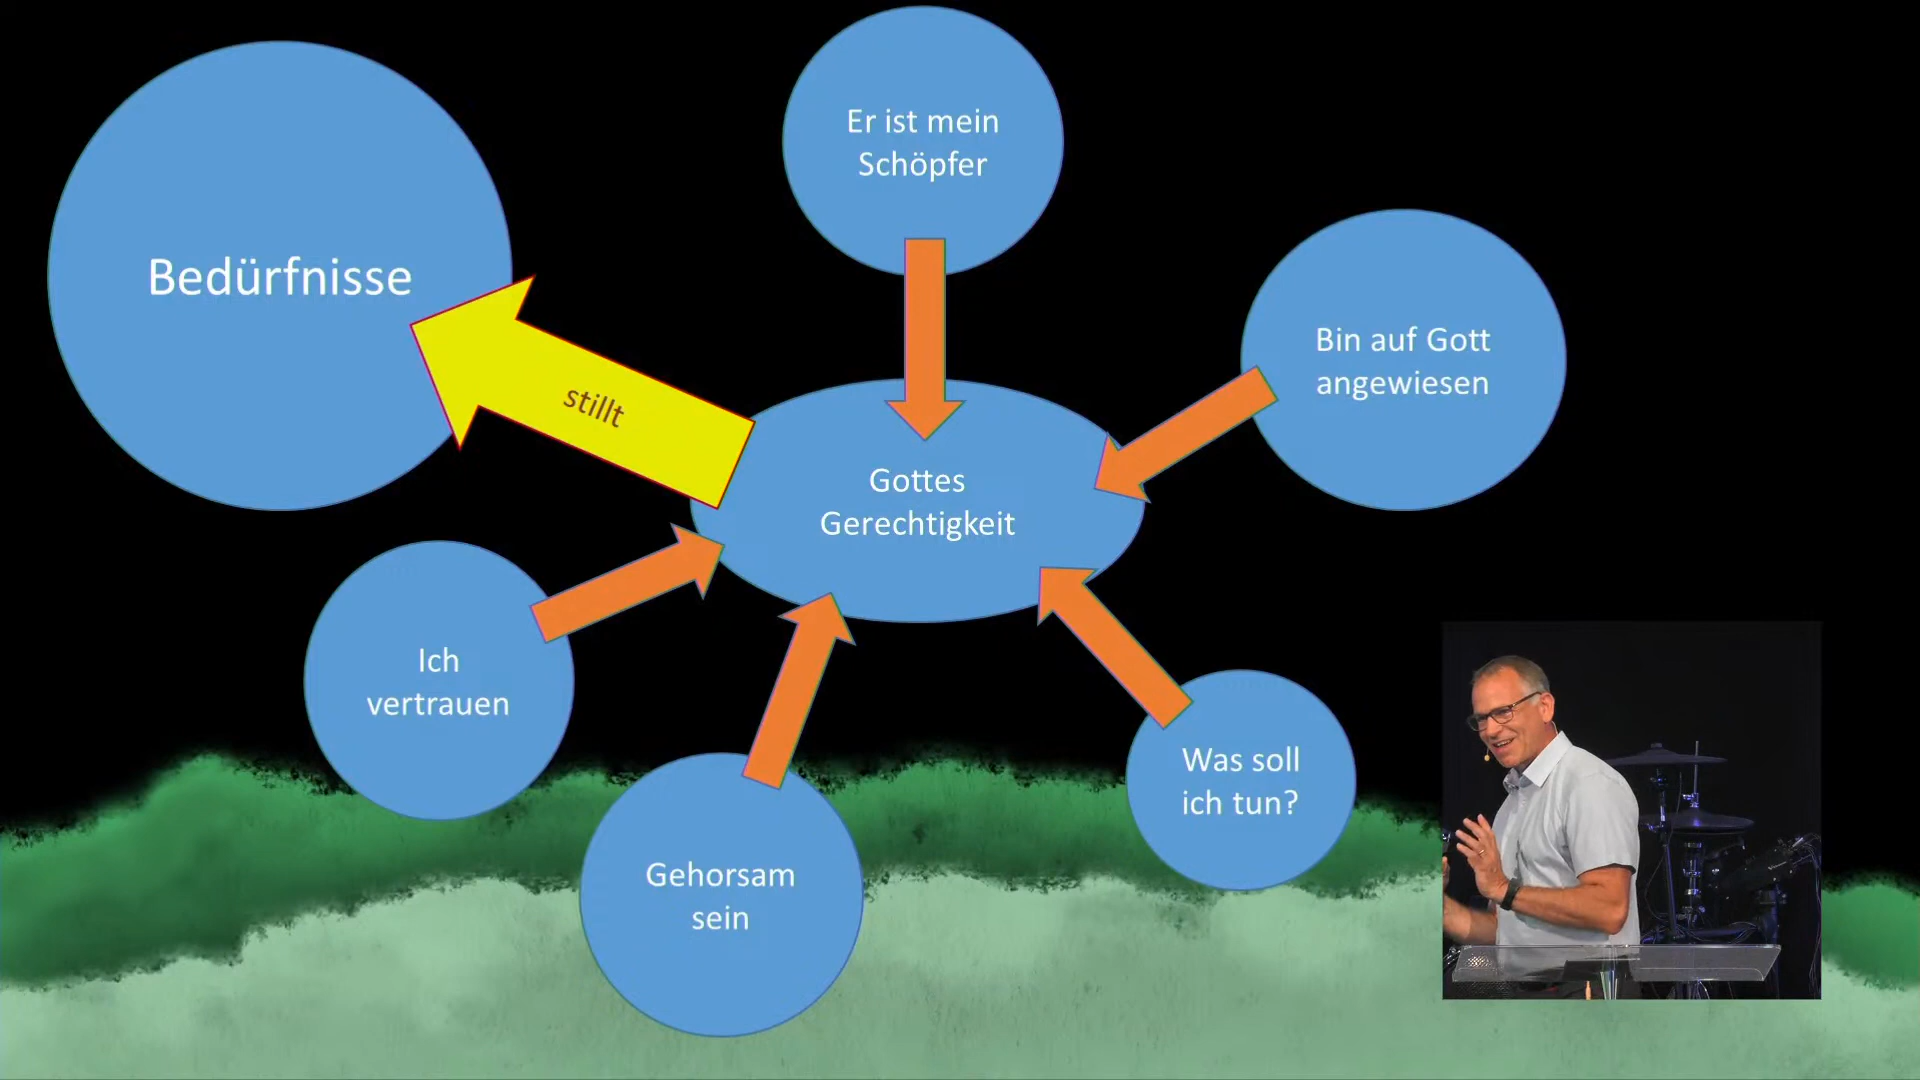 Er ist mein
Schöpfer
Bedürfnisse
Bin auf Gott
angewiesen
stillt
Gottes
Gerechtigkeit
Ich
vertrauen
Was soll
ich tun?
Gehorsam
sein